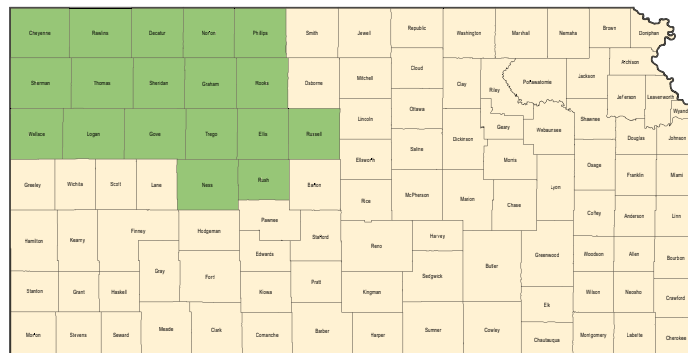 Cheyenne Rawlins Decatur Norton Phillips Smith Jewell Republic Washington Marshall Nemaha Brown Doniphan
Sherman Thomas Sheridan Graham Rooks Osborne Mitchell Cloud Clay Riley Pottawatomie Jackson Atchison
Jefferson Leavenworth Wyand
Wallace Logan Gove Trego Ellis Russell Lincoln Ottawa Saline Dickinson Geary Wabaunsee Shawnee Douglas Johnson
Greeley Wichita Scott Lane Ness Rush Barton Ellsworth Rice McPherson Marion Morris Chase Lyon Osage Franklin Miami
Hamilton Kearny Finney Hodgeman Pawnee Stafford Reno Harvey Coffey Anderson Linn
Gray Ford Edwards Sedgwick Butler Greenwood Woodson Allen Bourbon
Stanton Grant Haskell Kiowa Pratt Kingman Elk Wilson Neosho Crawford
Morton Stevens Seward Meade Clark Comanche Barber Harper Sumner Cowley Chautauqua Montgomery Labette Cherokee